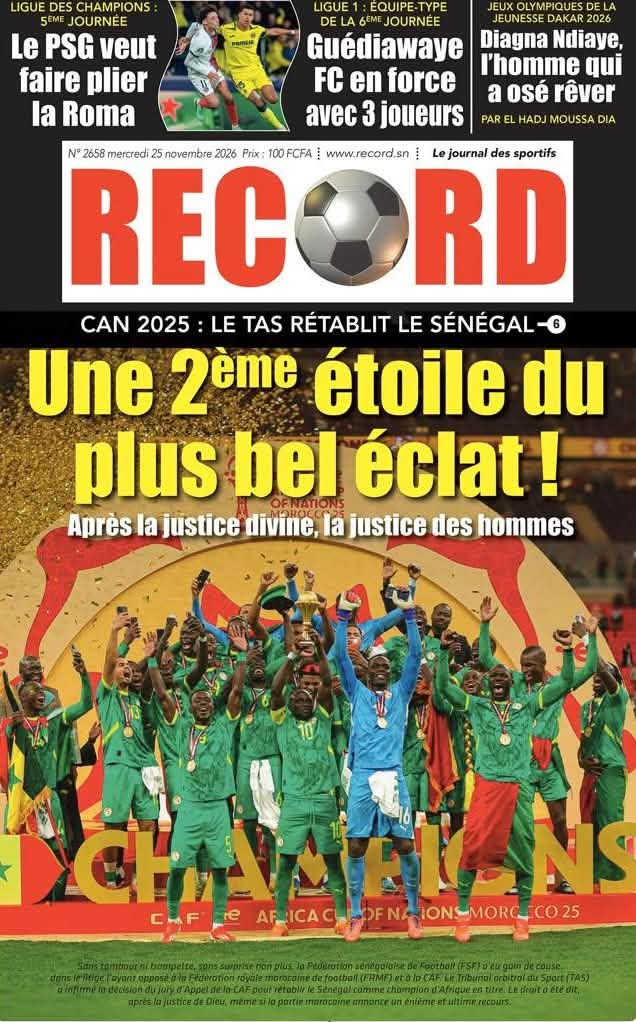 LIGUE DES CHAMPIONS :
5ÈME JOURNÉE
Le PSG veut
faire plier
la Roma
LIGUE 1 : ÉQUIPE-TYPE
DE LA 6ÈME JOURNÉE
Guédiawaye
FC en force
avec 3 joueurs
JEUX OLYMPIQUES DE LA
JEUNESSE DAKAR 2026
Diagna Ndiaye,
l'homme qui
a osé rêver
PAR EL HADJ MOUSSA DIA
N° 2658 mercredi 25 novembre 2026 Prix : 100 FCFA www.record.sn Le journal des sportifs
RECORD
CAN 2025 : LE TAS RÉTABLIT LE SÉNÉGAL 6
Une 2ème étoile du
plus bel éclat !
OF NATIONS
MOROCCO 25
Après la justice divine, la justice des hommes
5
10
16
CHAMPIONS
CAF AFRICA CUP OF NATIONS MOROCCO 25
Sans tambour ni trompette, sans surprise non plus, la Fédération sénégalaise de Football (FSF) a eu gain de cause,
dans le litige l'ayant opposé à la Fédération royale marocaine de football (FRMF) et à la CAF. Le Tribunal arbitral du Sport (TAS)
a infirmé la décision du jury d'Appel de la CAF pour rétablir le Sénégal comme champion d'Afrique en titre. Le droit a été dit,
après la justice de Dieu, même si la partie marocaine annonce un énième et ultime recours.